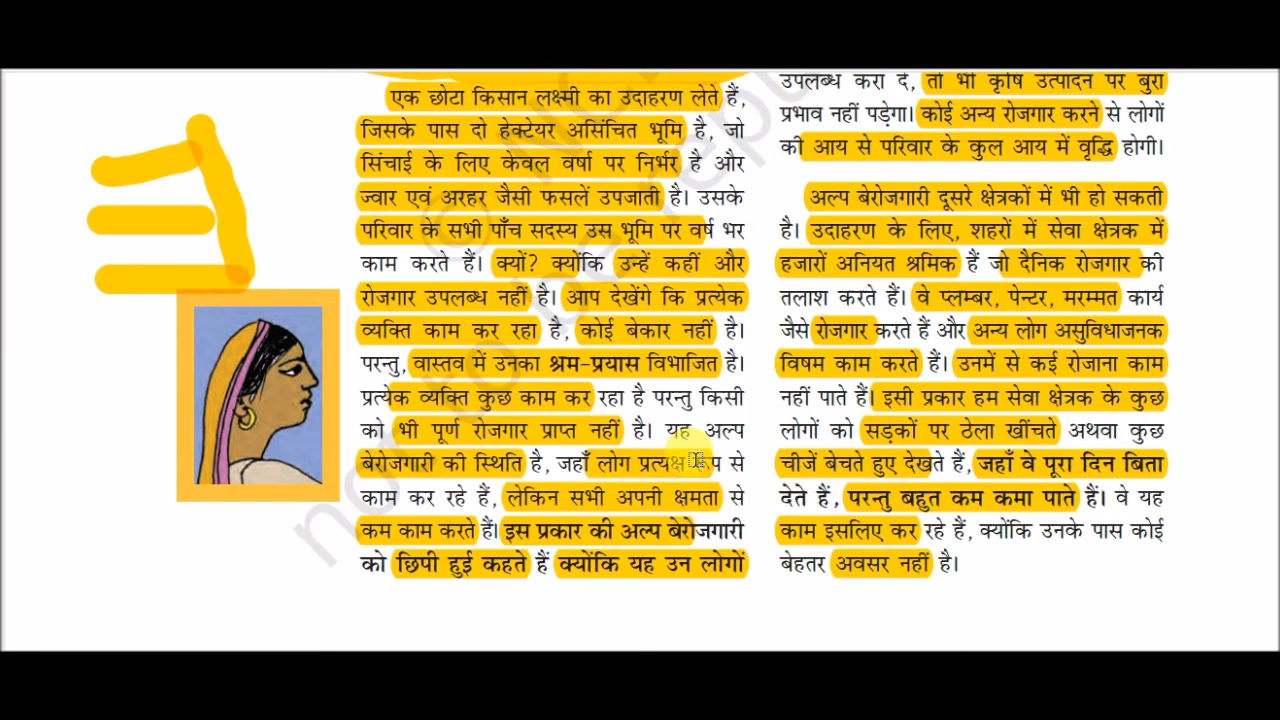 एक छोटा किसान लक्ष्मी का उदाहरण लेते हैं,
जिसके पास दो हेक्टेयर असिंचित भूमि है, जो
सिंचाई के लिए केवल वर्षा पर निर्भर है और
ज्वार एवं अरहर जैसी फसलें उपजाती है। उसके
परिवार के सभी पाँच सदस्य उस भूमि पर वर्ष भर
काम करते हैं। क्यों? क्योंकि उन्हें कहीं और
रोजगार उपलब्ध नहीं है। आप देखेंगे कि प्रत्येक
व्यक्ति काम कर रहा है, कोई बेकार नहीं है।
परन्तु, वास्तव में उनका श्रम-प्रयास विभाजित है।
प्रत्येक व्यक्ति कुछ काम कर रहा है परन्तु किसी
को भी पूर्ण रोजगार प्राप्त नहीं है। यह अल्प
बेरोजगारी की स्थिति है, जहाँ लोग प्रत्यक्ष से
काम कर रहे हैं, लेकिन सभी अपनी क्षमता से
कम काम करते हैं। इस प्रकार की अल्प बेरोजगारी
को छिपी हुई कहते हैं क्योंकि यह उन लोगों
उपलब्ध करा दे, तो भी कृषि उत्पादन पर बुरा
प्रभाव नहीं पड़ेगा। कोई अन्य रोजगार करने से लोगों
की आय से परिवार के कुल आय में वृद्धि होगी।
अल्प बेरोजगारी दूसरे क्षेत्रकों में भी हो सकती
है। उदाहरण के लिए, शहरों में सेवा क्षेत्रक में
हजारों अनियत श्रमिक हैं जो दैनिक रोजगार की
तलाश करते हैं। वे प्लम्बर, पेन्टर, मरम्मत कार्य
जैसे रोजगार करते हैं और अन्य लोग असुविधाजनक
विषम काम करते हैं। उनमें से कई रोजाना काम
नहीं पाते हैं। इसी प्रकार हम सेवा क्षेत्रक के कुछ
लोगों को सड़कों पर ठेला खींचते अथवा कुछ
चीजें बेचते हुए देखते हैं, जहाँ वे पूरा दिन बिता
देते हैं, परन्तु बहुत कम कमा पाते हैं। वे यह
काम इसलिए कर रहे हैं, क्योंकि उनके पास कोई
बेहतर अवसर नहीं है।